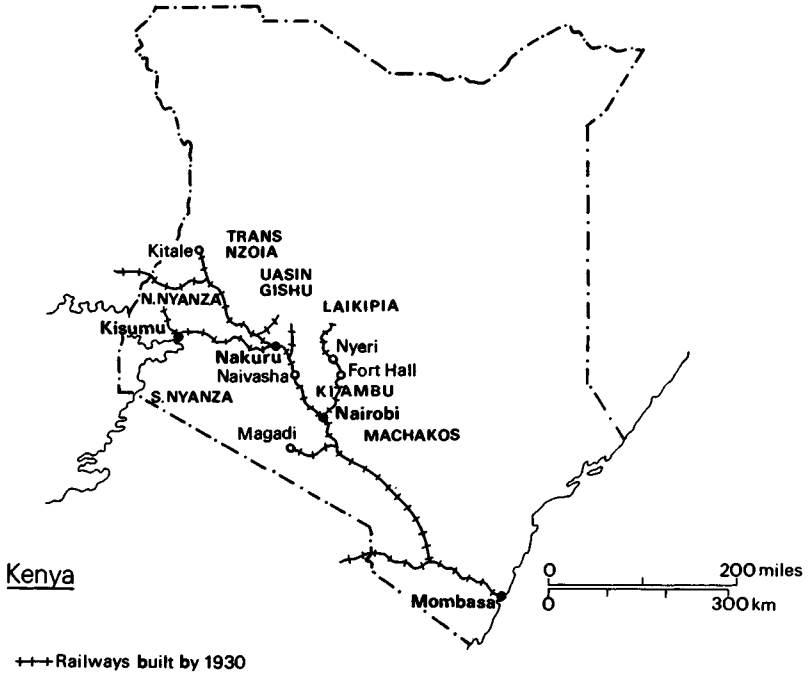 TRANS
NZOIA
Kitale
UASIN
GISHU
N.NYANZA
LAIKIPIA
Kisumu
Nakuru
Nyeri
Naivasha
Fort Hall
S.NYANZA
KIAMBU
Nairobi
Magadi
MACHAKOS
Kenya
0 200 miles
0 300 km
Mombasa
Railways built by 1930